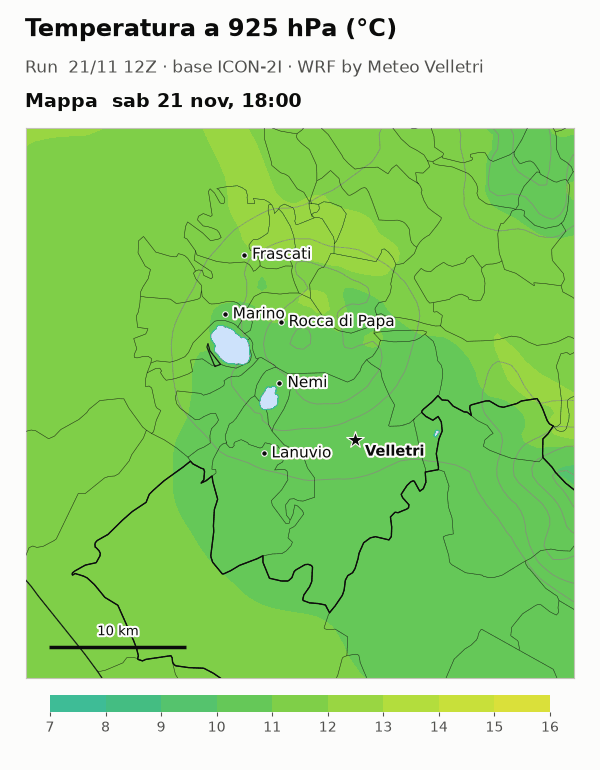 Temperatura a 925 hPa (°C)
Run  21/11 12Z · base ICON-2I · WRF by Meteo Velletri
Mappa  sab 21 nov, 18:00
Frascati
Marino
Rocca di Papa
Nemi
Velletri
Lanuvio
10 km
7 8 9 10 11 12 13 14 15 16